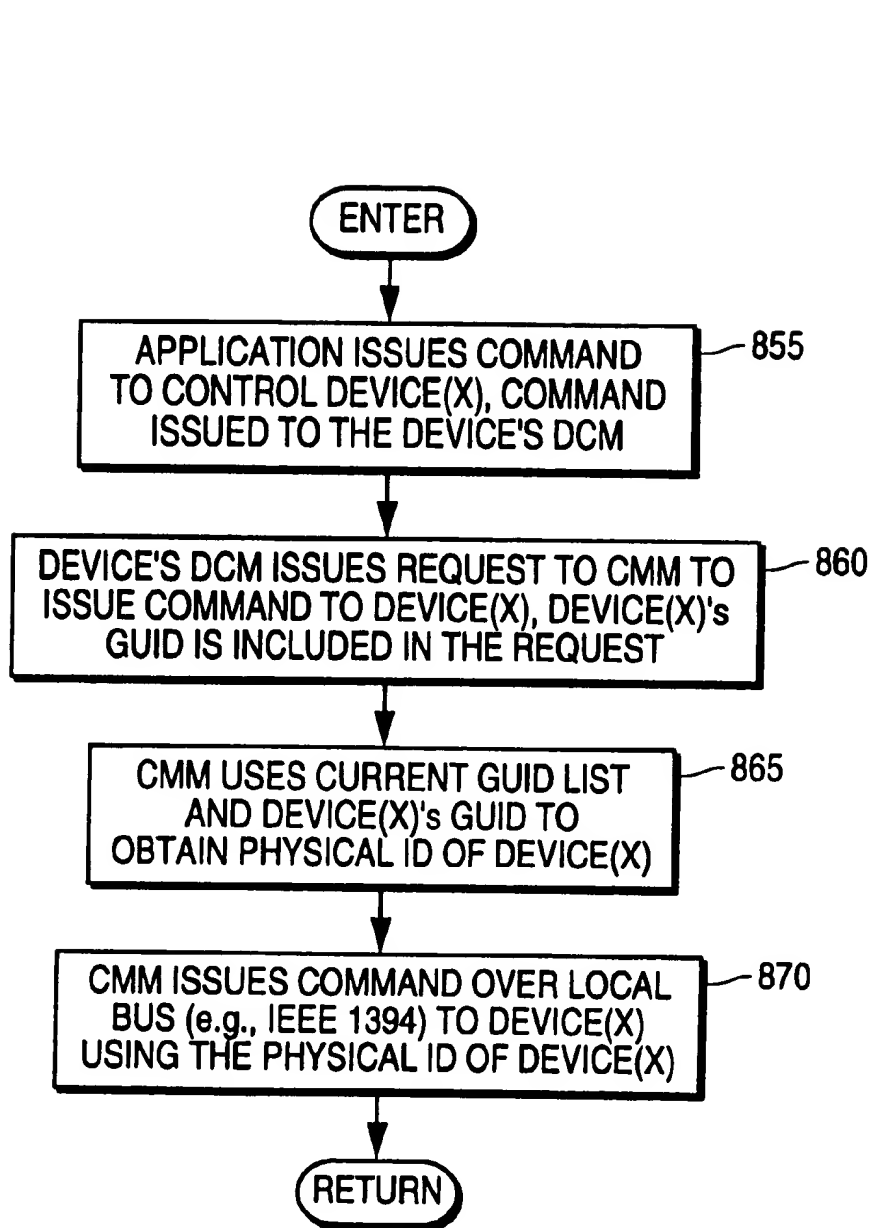 ENTER
APPLICATION ISSUES COMMAND
TO CONTROL DEVICE(X), COMMAND
ISSUED TO THE DEVICE'S DCM
855
DEVICE'S DCM ISSUES REQUEST TO CMM TO
ISSUE COMMAND TO DEVICE(X), DEVICE(X)'s
GUID IS INCLUDED IN THE REQUEST
860
CMM USES CURRENT GUID LIST
AND DEVICE(X)'s GUID TO
OBTAIN PHYSICAL ID OF DEVICE(X)
865
CMM ISSUES COMMAND OVER LOCAL
BUS (e.g., IEEE 1394) TO DEVICE(X)
USING THE PHYSICAL ID OF DEVICE(X)
870
RETURN